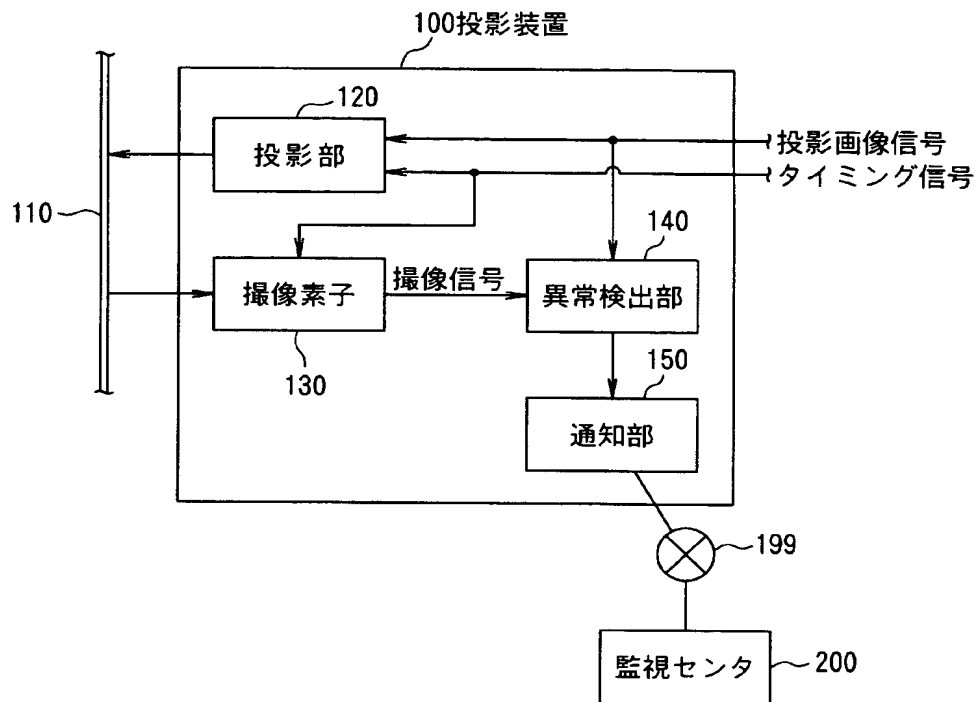 100投影装置
120
投影部
投影画像信号
タイミング信号
110
140
撮像素子
撮像信号
異常検出部
130
150
通知部
199
監視センタ
200